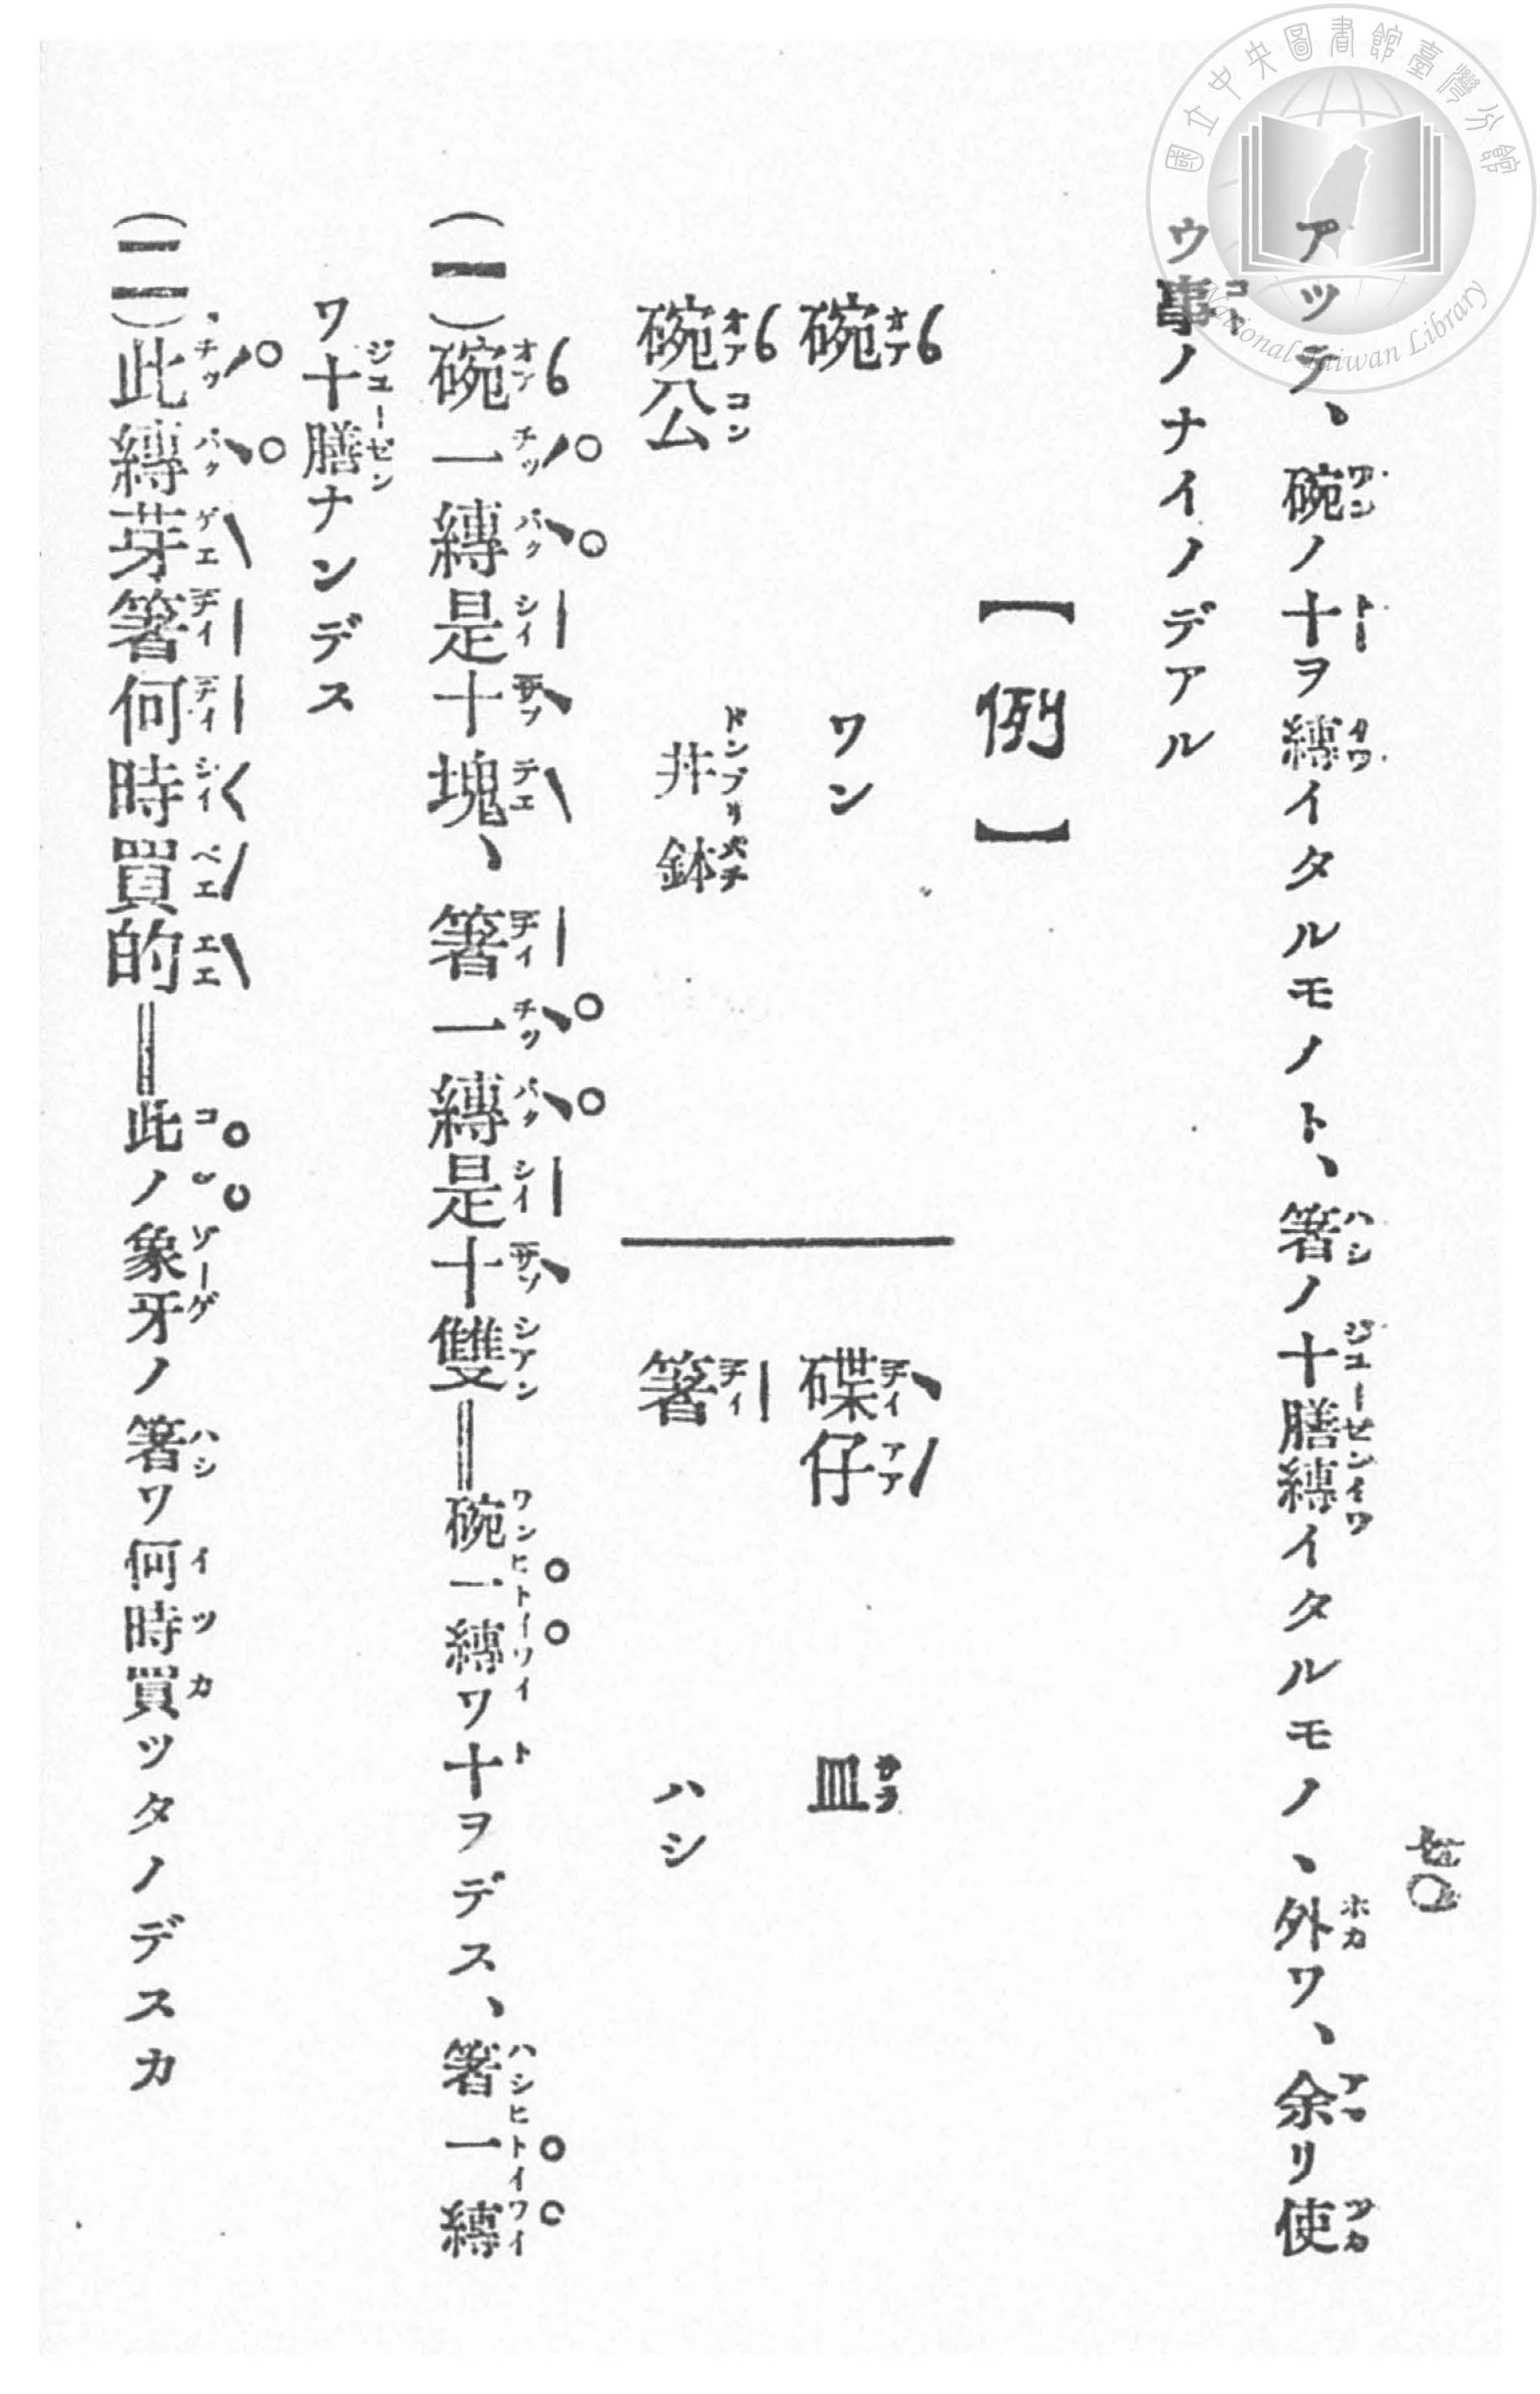 七〇
アッテ、碗ノ十ヲ縛イタルモノト、箸ノ十膳縛イタルモノ、外ワ、余リ使
ウ事ノナイノデアル
【例】
碗 ワン
碟仔 皿
碗公 丼鉢
箸 ハシ
(一)碗一縛是十塊、箸一縛是十雙‖碗一縛ワ十ヲデス、箸一縛
ワ十膳ナンデス
(二)此縛芽箸何時買的‖此ノ象牙ノ箸ワ何時買ッタノデスカ
國立中央圖書館臺灣分館
National Taiwan Library